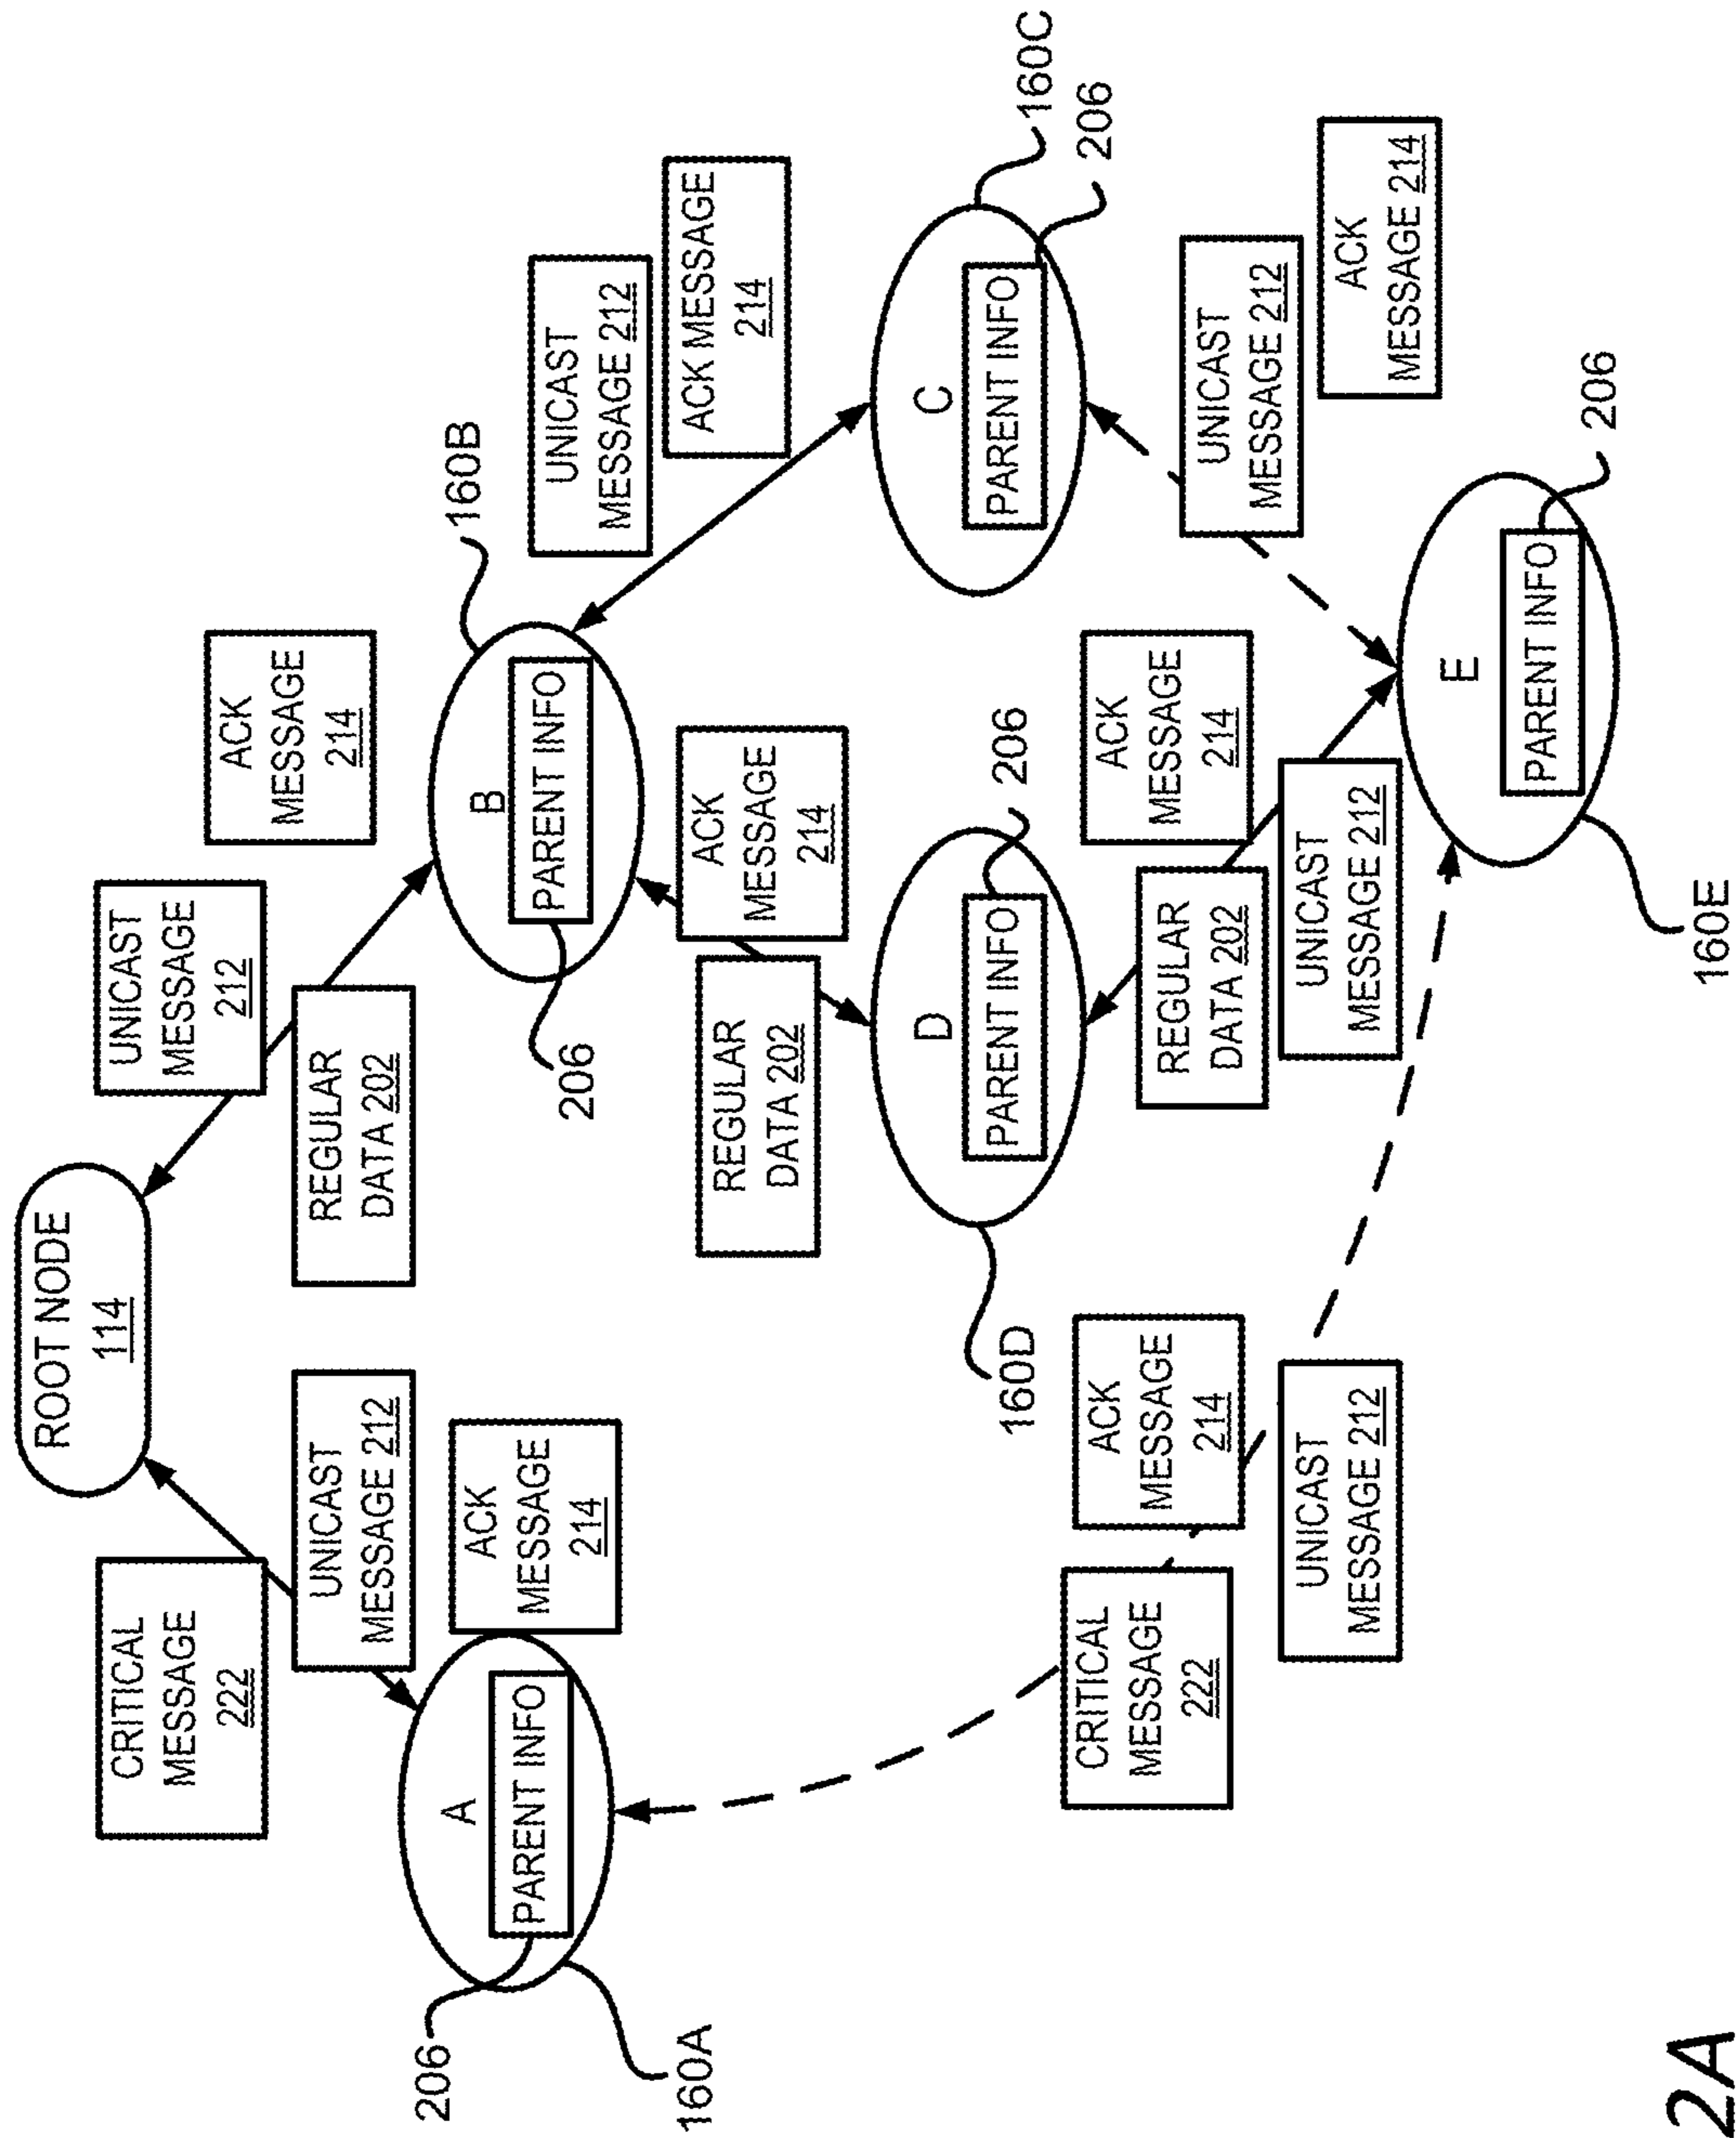 ROOT NODE
114
CRITICAL
MESSAGE
222
UNICAST
MESSAGE
212
ACK
MESSAGE
214
UNICAST
MESSAGE 212
REGULAR
DATA 202
ACK
MESSAGE
214
206
A
PARENT INFO
160A
B
PARENT INFO
160B
206
UNICAST
MESSAGE 212
ACK MESSAGE
214
REGULAR
DATA 202
ACK
MESSAGE
214
D
PARENT INFO
206
160D
C
PARENT INFO
160C
206
CRITICAL
MESSAGE
222
ACK
MESSAGE
214
UNICAST
MESSAGE 212
REGULAR
DATA 202
ACK
MESSAGE
214
UNICAST
MESSAGE 212
UNICAST
MESSAGE 212
ACK
MESSAGE 214
E
PARENT INFO
206
160E
2A